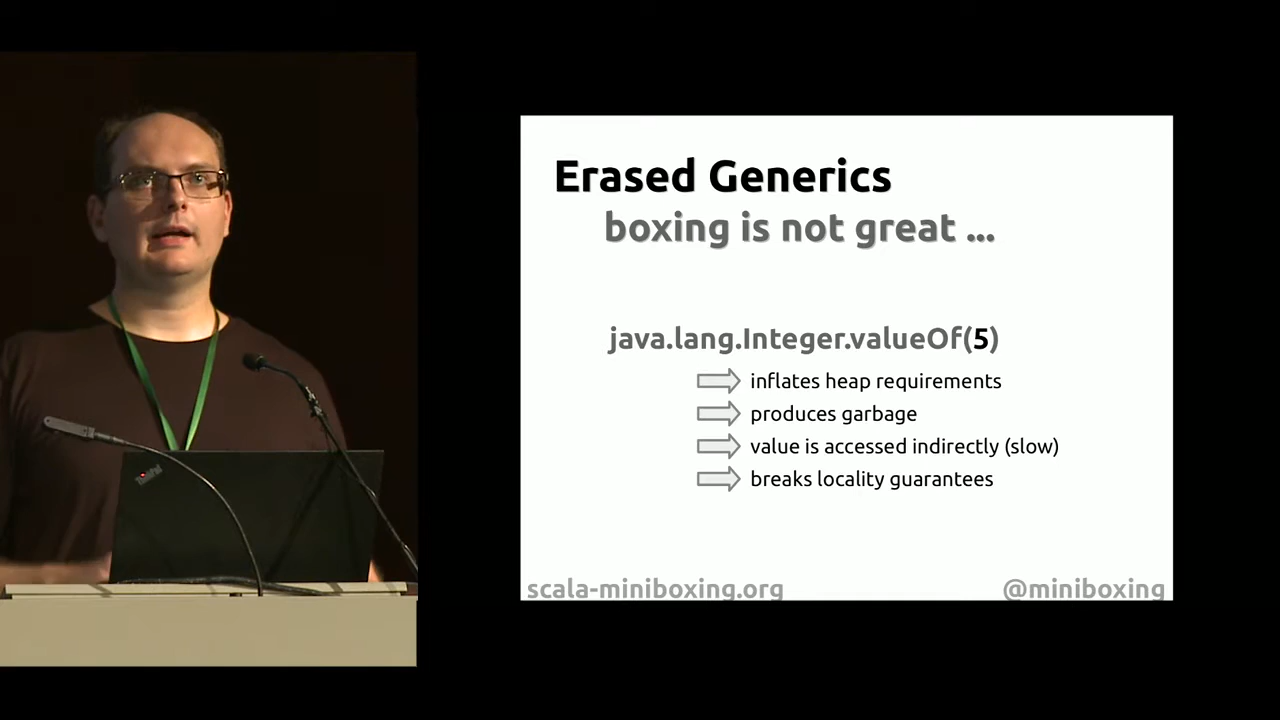 ThinkPad
Erased Generics
boxing is not great ...
java.lang.Integer.valueOf(5)
inflates heap requirements
produces garbage
value is accessed indirectly (slow)
breaks locality guarantees
scala-miniboxing.org
@miniboxing